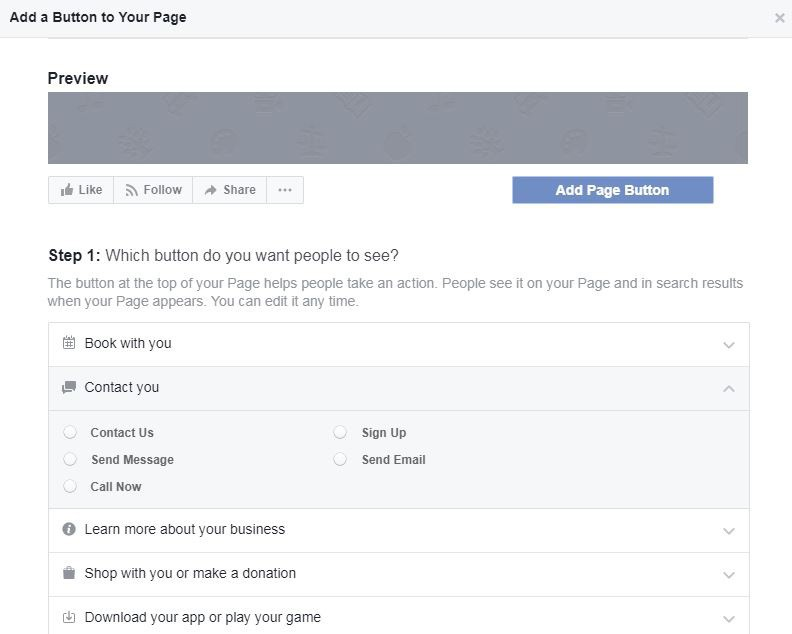 Add a Button to Your Page
Preview
Like Follow Share Add Page Button
Step 1: Which button do you want people to see?
The button at the top of your Page helps people take an action. People see it on your Page and in search results
when your Page appears. You can edit it any time.
Book with you
Contact you
Contact Us Sign Up
Send Message Send Email
Call Now
Learn more about your business
Shop with you or make a donation
Download your app or play your game